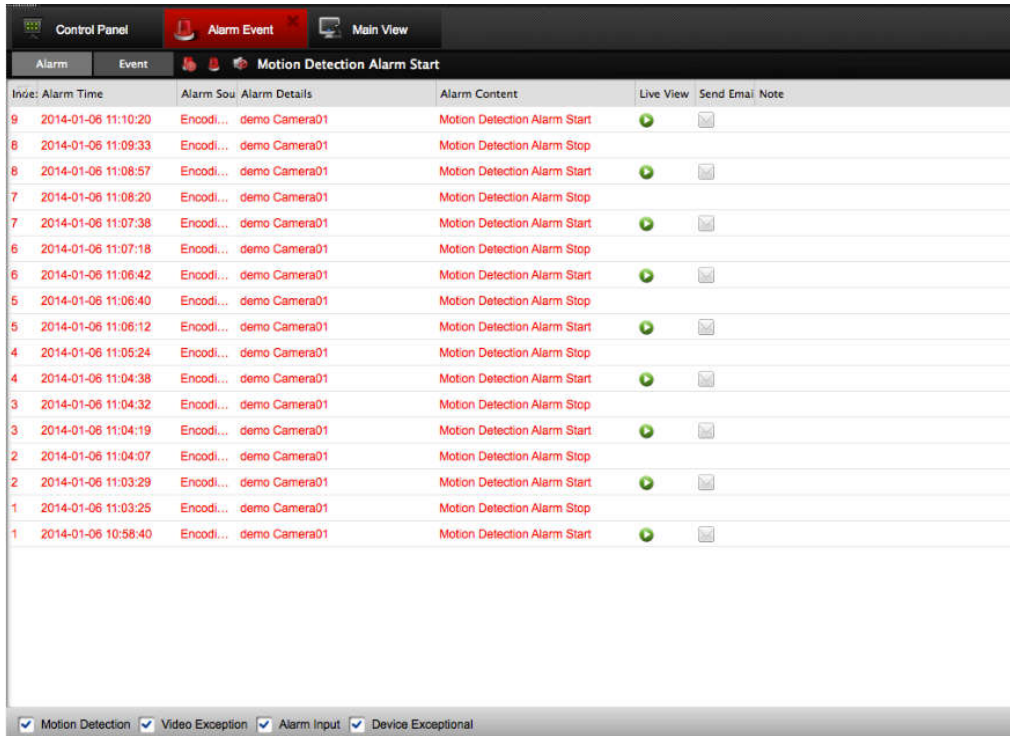 Control Panel Alarm Event Main View
Alarm Event Motion Detection Alarm Start
Inde: Alarm Time Alarm Sou Alarm Details Alarm Content Live View Send Emai Note
9 2014-01-06 11:10:20 Encodi... demo Camera01 Motion Detection Alarm Start
8 2014-01-06 11:09:33 Encodi... demo Camera01 Motion Detection Alarm Stop
8 2014-01-06 11:08:57 Encodi... demo Camera01 Motion Detection Alarm Start
7 2014-01-06 11:08:20 Encodi... demo Camera01 Motion Detection Alarm Stop
7 2014-01-06 11:07:38 Encodi... demo Camera01 Motion Detection Alarm Start
6 2014-01-06 11:07:18 Encodi... demo Camera01 Motion Detection Alarm Stop
6 2014-01-06 11:06:42 Encodi... demo Camera01 Motion Detection Alarm Start
5 2014-01-06 11:06:40 Encodi... demo Camera01 Motion Detection Alarm Stop
5 2014-01-06 11:06:12 Encodi... demo Camera01 Motion Detection Alarm Start
4 2014-01-06 11:05:24 Encodi... demo Camera01 Motion Detection Alarm Stop
4 2014-01-06 11:04:38 Encodi... demo Camera01 Motion Detection Alarm Start
3 2014-01-06 11:04:32 Encodi... demo Camera01 Motion Detection Alarm Stop
3 2014-01-06 11:04:19 Encodi... demo Camera01 Motion Detection Alarm Start
2 2014-01-06 11:04:07 Encodi... demo Camera01 Motion Detection Alarm Stop
2 2014-01-06 11:03:29 Encodi... demo Camera01 Motion Detection Alarm Start
1 2014-01-06 11:03:25 Encodi... demo Camera01 Motion Detection Alarm Stop
1 2014-01-06 10:58:40 Encodi... demo Camera01 Motion Detection Alarm Start
Motion Detection Video Exception Alarm Input Device Exceptional